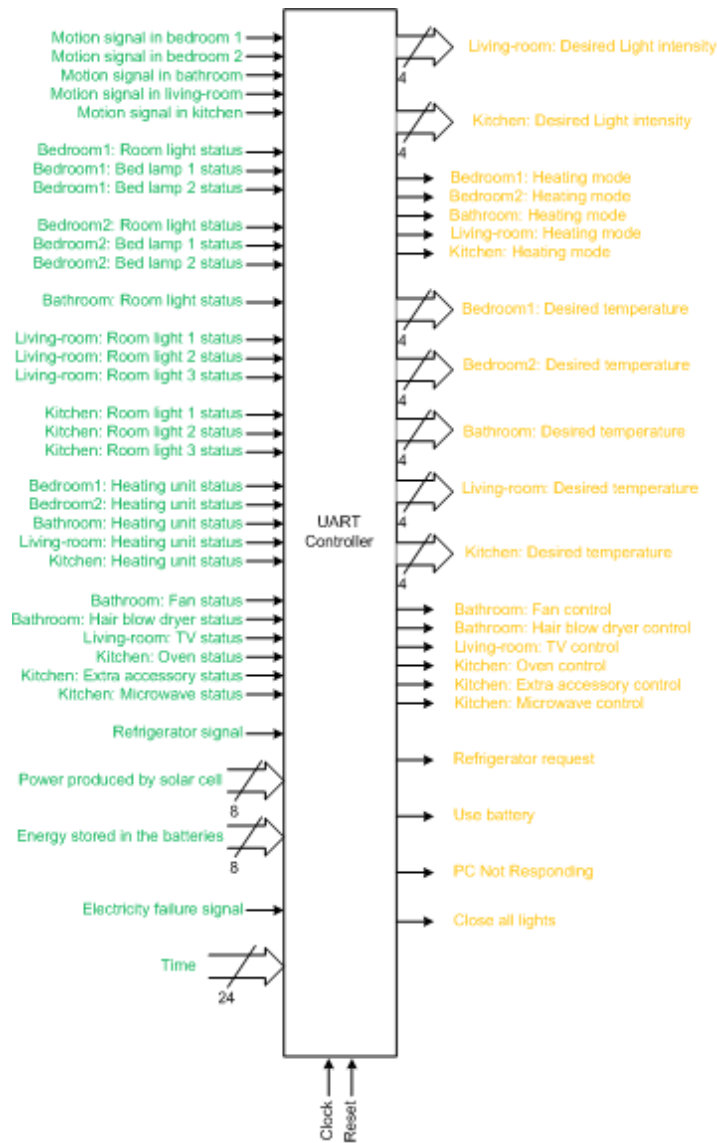 Motion signal in bedroom 1
Motion signal in bedroom 2
Motion signal in bathroom
Motion signal in living-room
Motion signal in kitchen
Bedroom1: Room light status
Bedroom1: Bed lamp 1 status
Bedroom1: Bed lamp 2 status
Bedroom2: Room light status
Bedroom2: Bed lamp 1 status
Bedroom2: Bed lamp 2 status
Bathroom: Room light status
Living-room: Room light 1 status
Living-room: Room light 2 status
Living-room: Room light 3 status
Kitchen: Room light 1 status
Kitchen: Room light 2 status
Kitchen: Room light 3 status
Bedroom1: Heating unit status
Bedroom2: Heating unit status
Bathroom: Heating unit status
Living-room: Heating unit status
Kitchen: Heating unit status
Bathroom: Fan status
Bathroom: Hair blow dryer status
Living-room: TV status
Kitchen: Oven status
Kitchen: Extra accessory status
Kitchen: Microwave status
Refrigerator signal
Power produced by solar cell
8
Energy stored in the batteries
8
Electricity failure signal
Time
24
UART
Controller
Clock
Reset
Living-room: Desired Light intensity
4
Kitchen: Desired Light intensity
4
Bedroom1: Heating mode
Bedroom2: Heating mode
Bathroom: Heating mode
Living-room: Heating mode
Kitchen: Heating mode
Bedroom1: Desired temperature
4
Bedroom2: Desired temperature
4
Bathroom: Desired temperature
4
Living-room: Desired temperature
4
Kitchen: Desired temperature
4
Bathroom: Fan control
Bathroom: Hair blow dryer control
Living-room: TV control
Kitchen: Oven control
Kitchen: Extra accessory control
Kitchen: Microwave control
Refrigerator request
Use battery
PC Not Responding
Close all lights